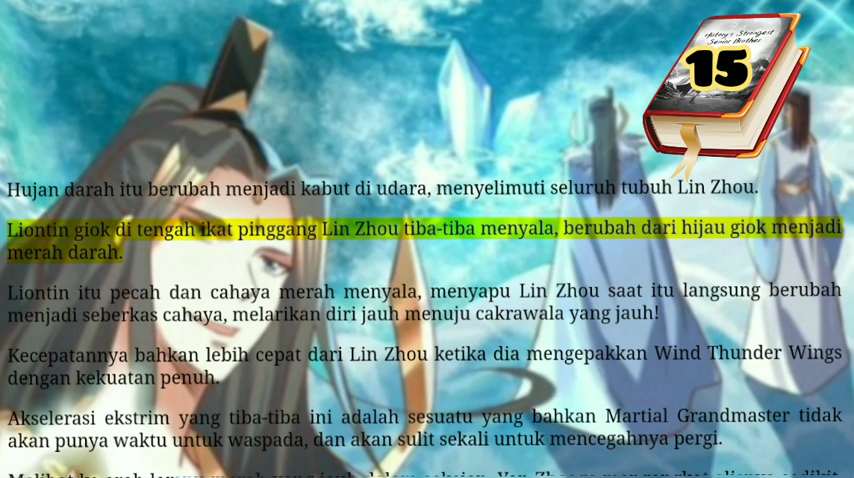 History's Strongest
Senior Brother
15
Hujan darah itu berubah menjadi kabut di udara, menyelimuti seluruh tubuh Lin Zhou.
Liontin giok di tengah ikat pinggang Lin Zhou tiba-tiba menyala, berubah dari hijau giok menjadi
merah darah.
Liontin itu pecah dan cahaya merah menyala, menyapu Lin Zhou saat itu langsung berubah
menjadi seberkas cahaya, melarikan diri jauh menuju cakrawala yang jauh!
Kecepatannya bahkan lebih cepat dari Lin Zhou ketika dia mengepakkan Wind Thunder Wings
dengan kekuatan penuh.
Akselerasi ekstrim yang tiba-tiba ini adalah sesuatu yang bahkan Martial Grandmaster tidak
akan punya waktu untuk waspada, dan akan sulit sekali untuk mencegahnya pergi.